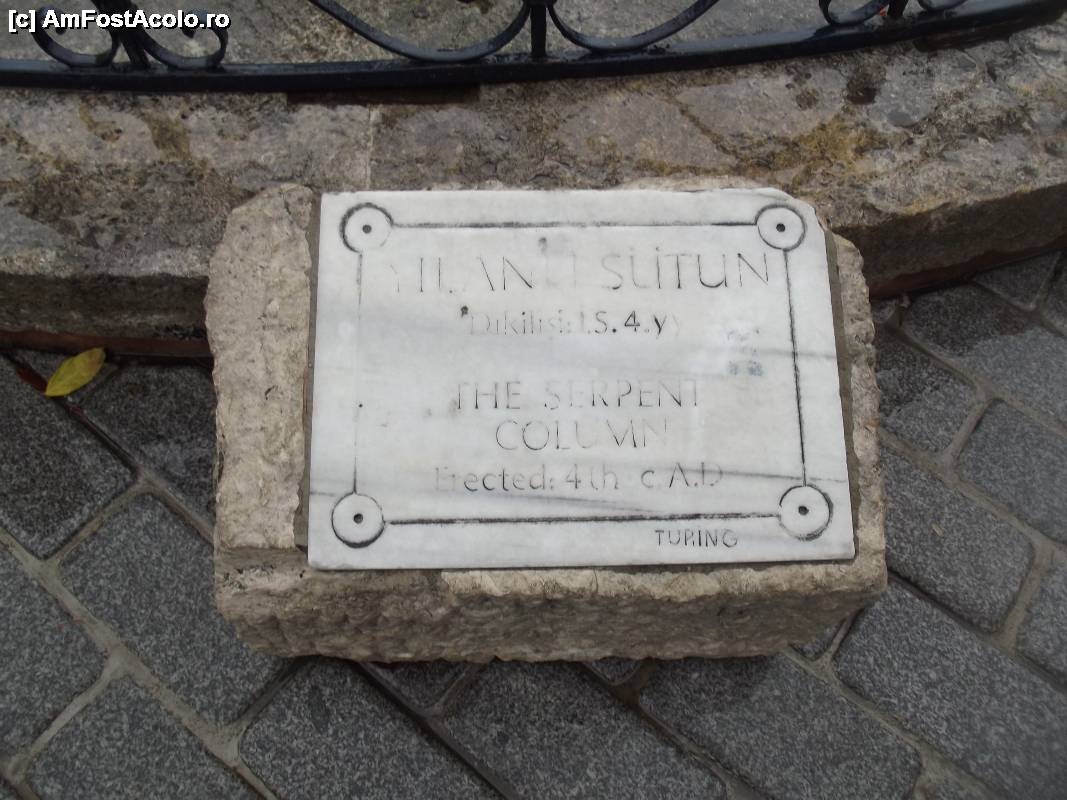 [c] AmFostAcolo.ro
YILANLI SÜTUN
Dikilişi: İ.S. 4.yy
THE SERPENT
COLUMN
Erected: 4th c A.D
TURING